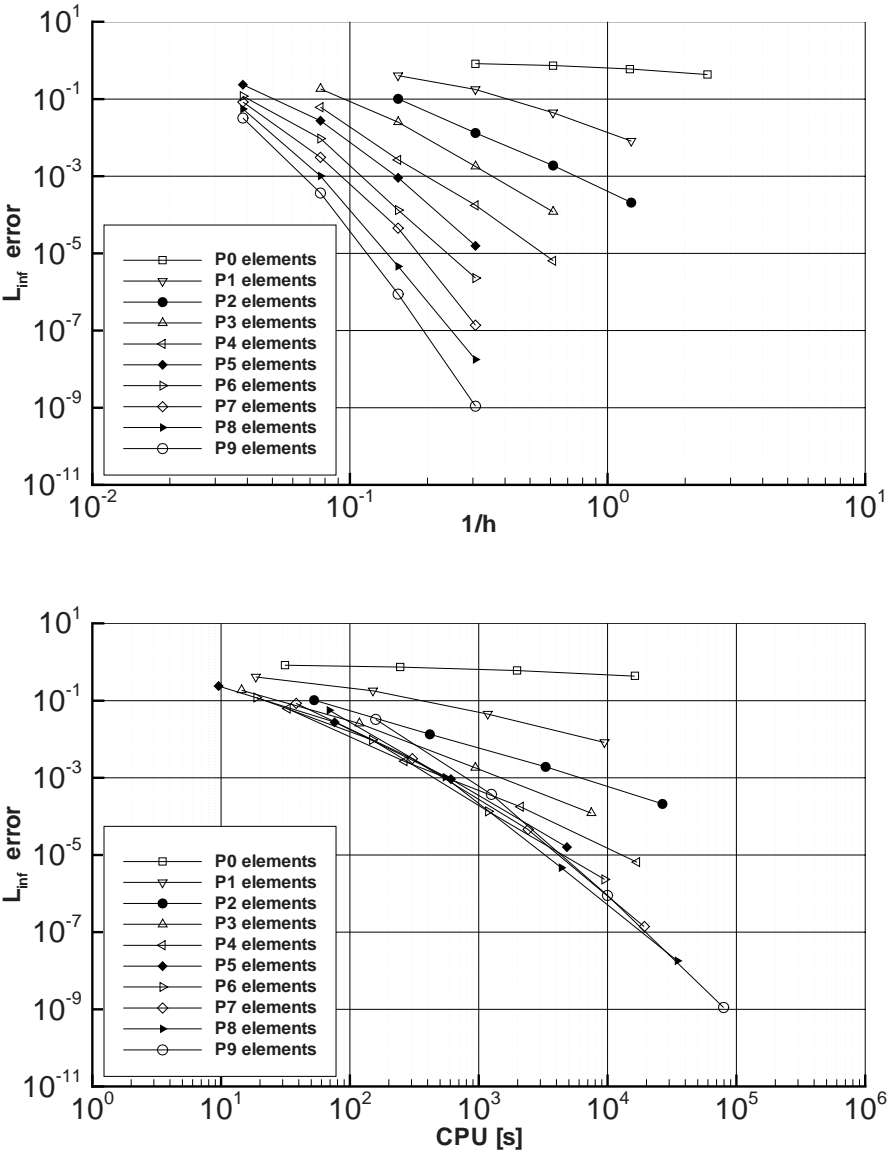 10^1
10^-1
10^-3
10^-5
10^-7
10^-9
10^-11
L_inf error
P0 elements
P1 elements
P2 elements
P3 elements
P4 elements
P5 elements
P6 elements
P7 elements
P8 elements
P9 elements
10^-2 10^-1 10^0 10^1
1/h
10^1
10^-1
10^-3
10^-5
10^-7
10^-9
10^-11
L_inf error
P0 elements
P1 elements
P2 elements
P3 elements
P4 elements
P5 elements
P6 elements
P7 elements
P8 elements
P9 elements
10^0 10^1 10^2 10^3 10^4 10^5 10^6
CPU [s]